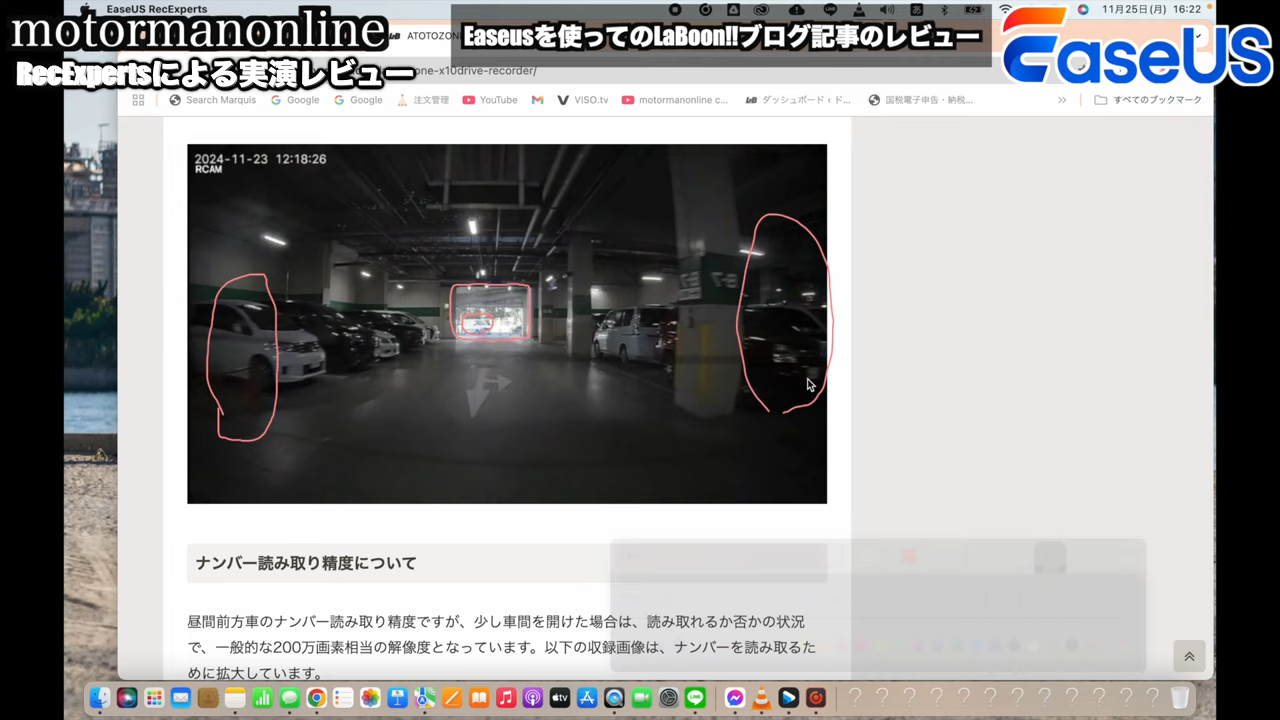 EaseUS RecExperts
11月25日(月) 16:22
motormanonline
ATOTOZON
Easeusを使ってのLaBoon!!ブログ記事のレビュー
EaseUS
RecExpertsによる実演レビュー
one-x10drive-recorder/
Search Marquis
Google
Google
注文管理
YouTube
VISO.tv
motormanonline c...
ダッシュボード ‹ ド...
国税電子申告・納税...
すべてのブックマーク
2024-11-23 12:18:26
RCAM
ナンバー読み取り精度について
昼間前方車のナンバー読み取り精度ですが、少し車間を開けた場合は、読み取れるか否かの状況
で、一般的な200万画素相当の解像度となっています。以下の収録画像は、ナンバーを読み取るた
めに拡大しています。